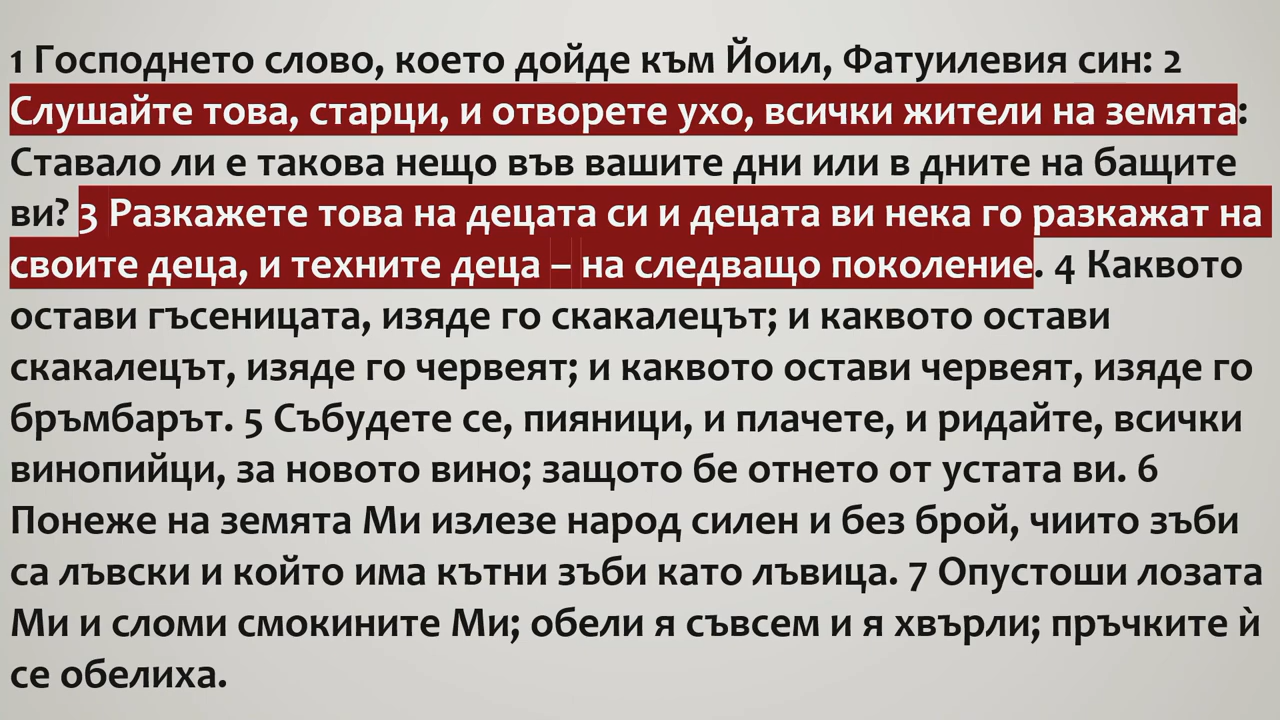 1 Господнето слово, което дойде към Йоил, Фатуилевия син: 2
Слушайте това, старци, и отворете ухо, всички жители на земята:
Ставало ли е такова нещо във вашите дни или в дните на бащите
ви? 3 Разкажете това на децата си и децата ви нека го разкажат на
своите деца, и техните деца – на следващо поколение. 4 Каквото
остави гъсеницата, изяде го скакалецът; и каквото остави
скакалецът, изяде го червеят; и каквото остави червеят, изяде го
бръмбарът. 5 Събудете се, пияници, и плачете, и ридайте, всички
винопийци, за новото вино; защото бе отнето от устата ви. 6
Понеже на земята Ми излезе народ силен и без брой, чиито зъби
са лъвски и който има кътни зъби като лъвица. 7 Опустоши лозата
Ми и сломи смокините Ми; обели я съвсем и я хвърли; пръчките ѝ
се обелиха.